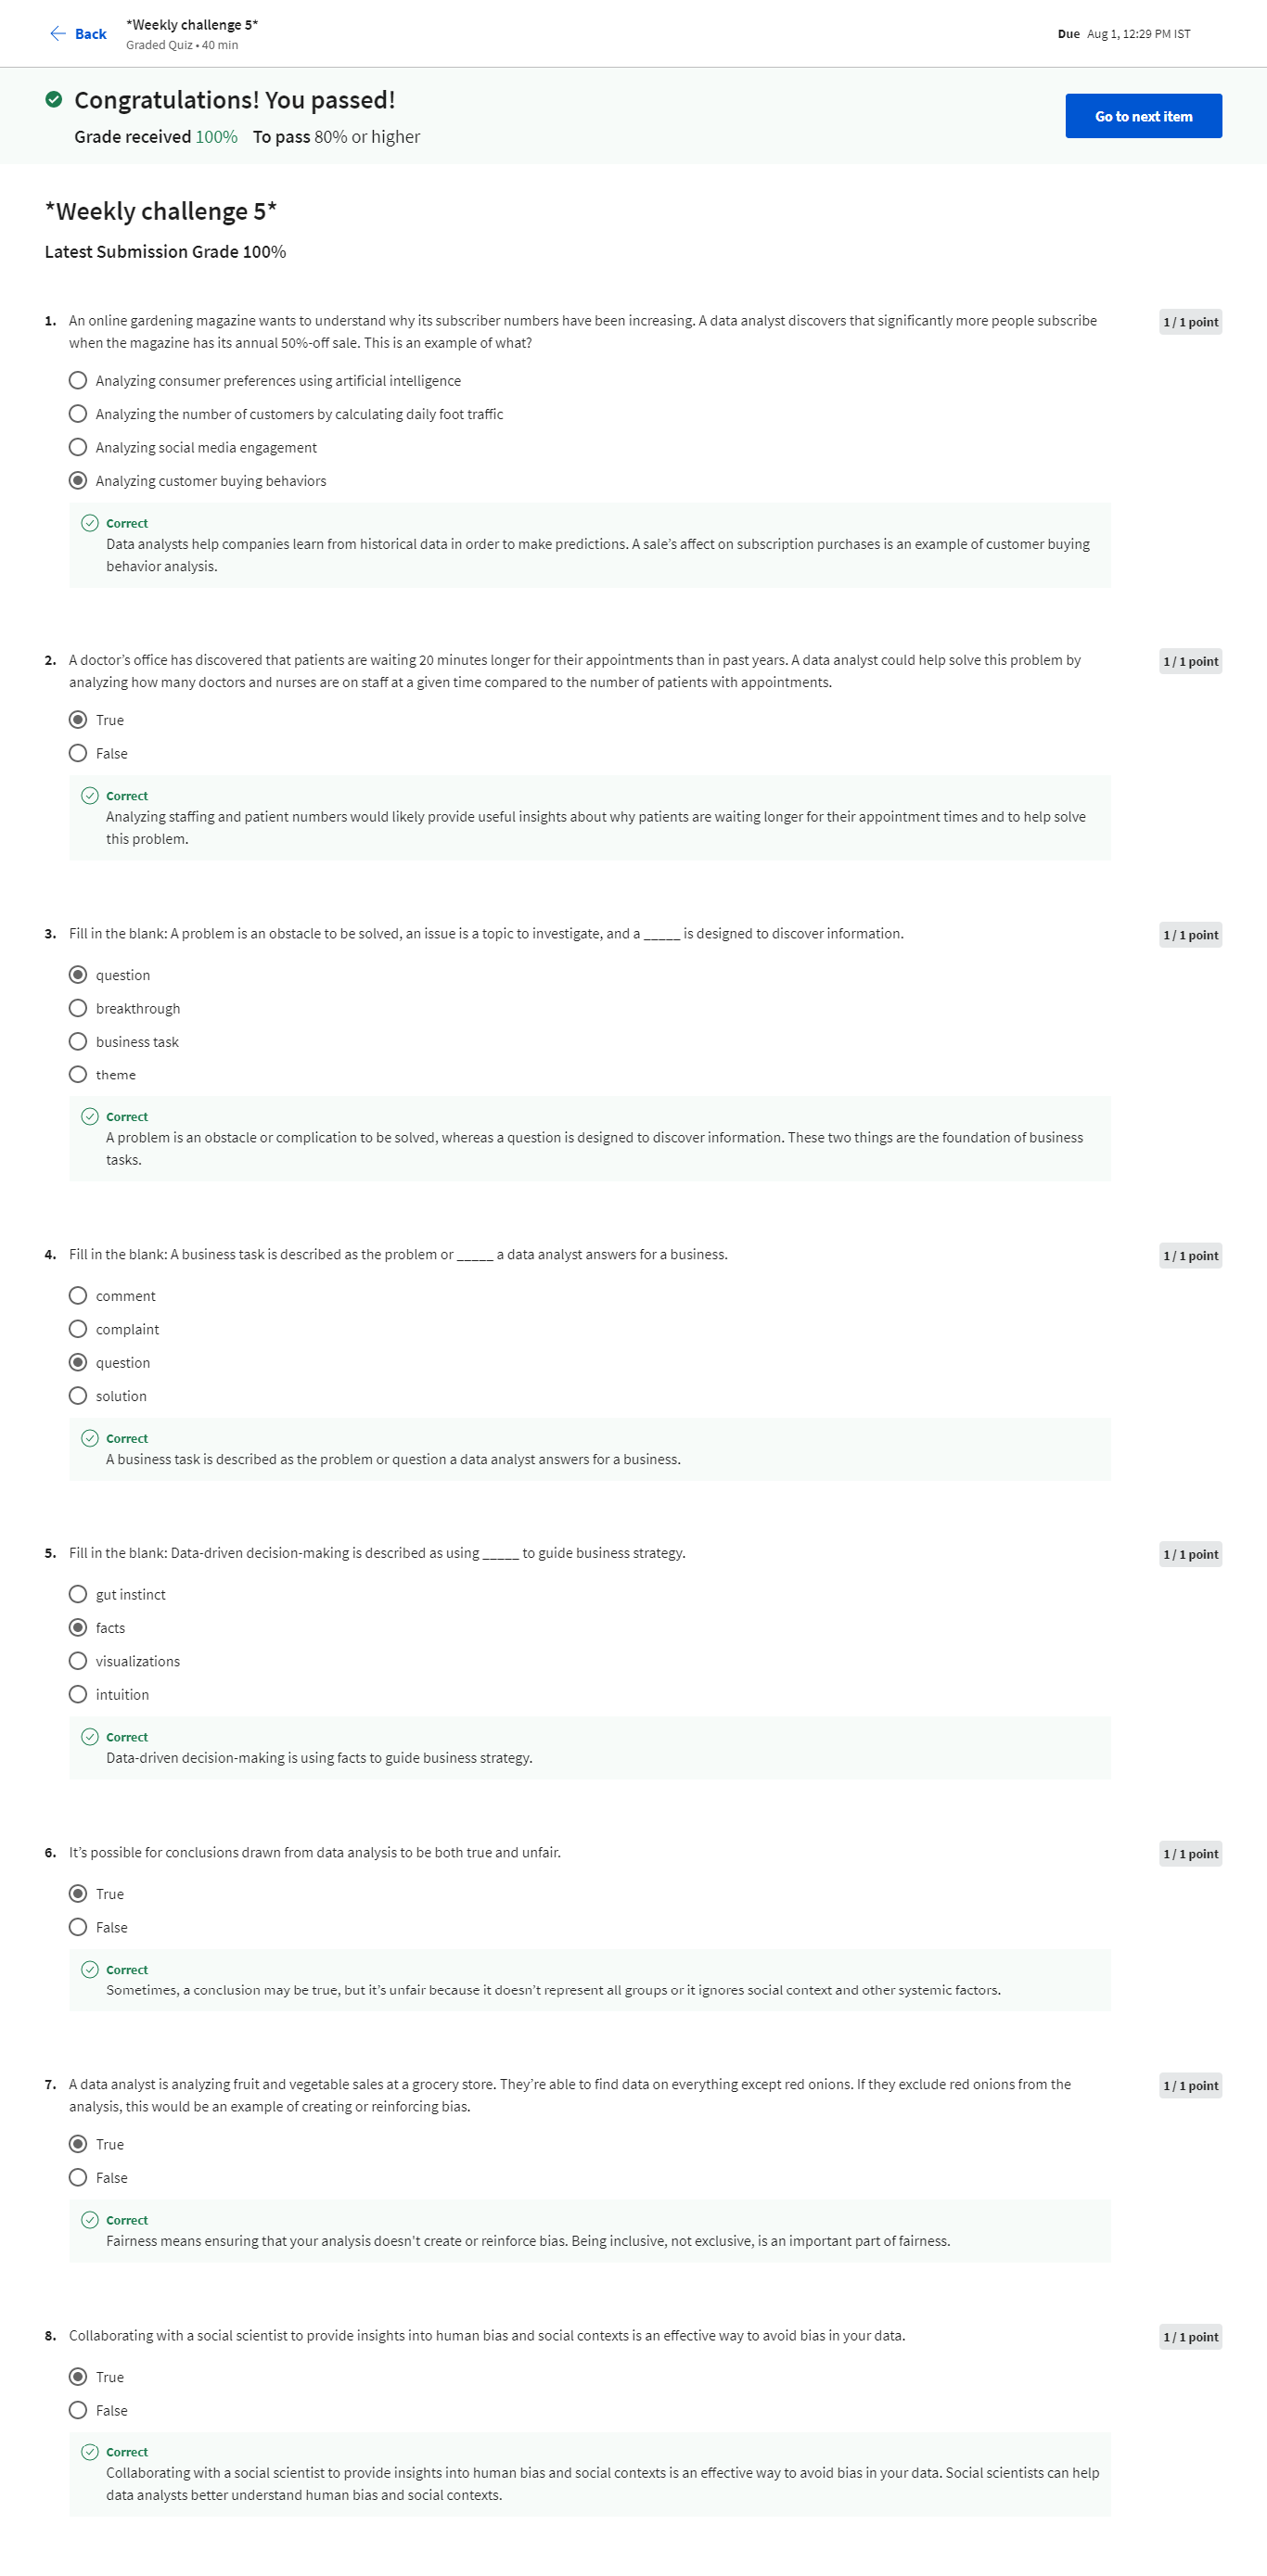 Back
*Weekly challenge 5*
Graded Quiz • 40 min
Due Aug 1, 12:29 PM IST
Congratulations! You passed!
Grade received 100% To pass 80% or higher
Go to next item
*Weekly challenge 5*
Latest Submission Grade 100%
1. An online gardening magazine wants to understand why its subscriber numbers have been increasing. A data analyst discovers that significantly more people subscribe
when the magazine has its annual 50%-off sale. This is an example of what?
1 / 1 point
Analyzing consumer preferences using artificial intelligence
Analyzing the number of customers by calculating daily foot traffic
Analyzing social media engagement
Analyzing customer buying behaviors
Correct
Data analysts help companies learn from historical data in order to make predictions. A sale’s affect on subscription purchases is an example of customer buying
behavior analysis.
2. A doctor’s office has discovered that patients are waiting 20 minutes longer for their appointments than in past years. A data analyst could help solve this problem by
analyzing how many doctors and nurses are on staff at a given time compared to the number of patients with appointments.
1 / 1 point
True
False
Correct
Analyzing staffing and patient numbers would likely provide useful insights about why patients are waiting longer for their appointment times and to help solve
this problem.
3. Fill in the blank: A problem is an obstacle to be solved, an issue is a topic to investigate, and a _____ is designed to discover information.
1 / 1 point
question
breakthrough
business task
theme
Correct
A problem is an obstacle or complication to be solved, whereas a question is designed to discover information. These two things are the foundation of business
tasks.
4. Fill in the blank: A business task is described as the problem or _____ a data analyst answers for a business.
1 / 1 point
comment
complaint
question
solution
Correct
A business task is described as the problem or question a data analyst answers for a business.
5. Fill in the blank: Data-driven decision-making is described as using _____ to guide business strategy.
1 / 1 point
gut instinct
facts
visualizations
intuition
Correct
Data-driven decision-making is using facts to guide business strategy.
6. It’s possible for conclusions drawn from data analysis to be both true and unfair.
1 / 1 point
True
False
Correct
Sometimes, a conclusion may be true, but it’s unfair because it doesn’t represent all groups or it ignores social context and other systemic factors.
7. A data analyst is analyzing fruit and vegetable sales at a grocery store. They’re able to find data on everything except red onions. If they exclude red onions from the
analysis, this would be an example of creating or reinforcing bias.
1 / 1 point
True
False
Correct
Fairness means ensuring that your analysis doesn't create or reinforce bias. Being inclusive, not exclusive, is an important part of fairness.
8. Collaborating with a social scientist to provide insights into human bias and social contexts is an effective way to avoid bias in your data.
1 / 1 point
True
False
Correct
Collaborating with a social scientist to provide insights into human bias and social contexts is an effective way to avoid bias in your data. Social scientists can help
data analysts better understand human bias and social contexts.